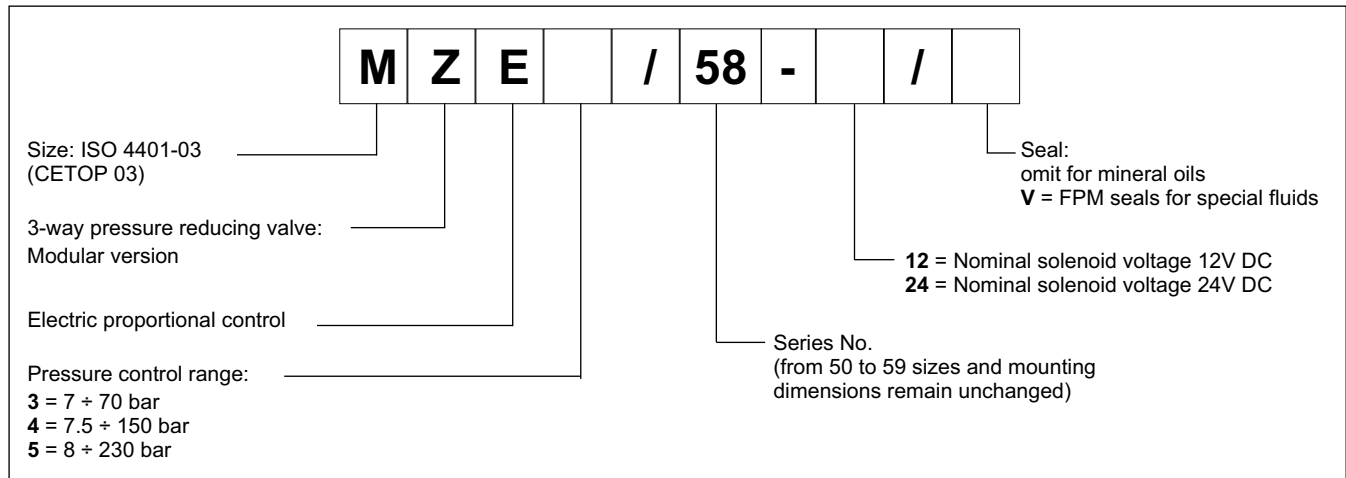 M Z E / 58 - /
Size: ISO 4401-03
(CETOP 03)
3-way pressure reducing valve:
Modular version
Electric proportional control
Pressure control range:
3 = 7 ÷ 70 bar
4 = 7.5 ÷ 150 bar
5 = 8 ÷ 230 bar
Seal:
omit for mineral oils
V = FPM seals for special fluids
12 = Nominal solenoid voltage 12V DC
24 = Nominal solenoid voltage 24V DC
Series No.
(from 50 to 59 sizes and mounting
dimensions remain unchanged)